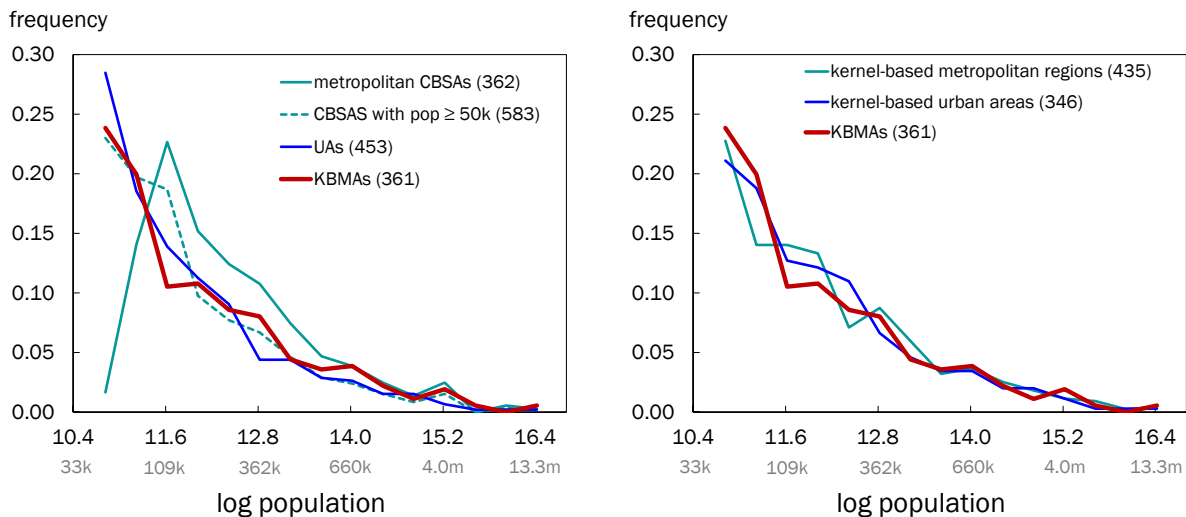 frequency
0.30
0.25
0.20
0.15
0.10
0.05
0.00
metropolitan CBSAs (362)
CBSAS with pop ≥ 50k (583)
UAs (453)
KBMAs (361)
10.4 11.6 12.8 14.0 15.2 16.4
33k 109k 362k 660k 4.0m 13.3m
log population
frequency
0.30
0.25
0.20
0.15
0.10
0.05
0.00
kernel-based metropolitan regions (435)
kernel-based urban areas (346)
KBMAs (361)
10.4 11.6 12.8 14.0 15.2 16.4
33k 109k 362k 660k 4.0m 13.3m
log population